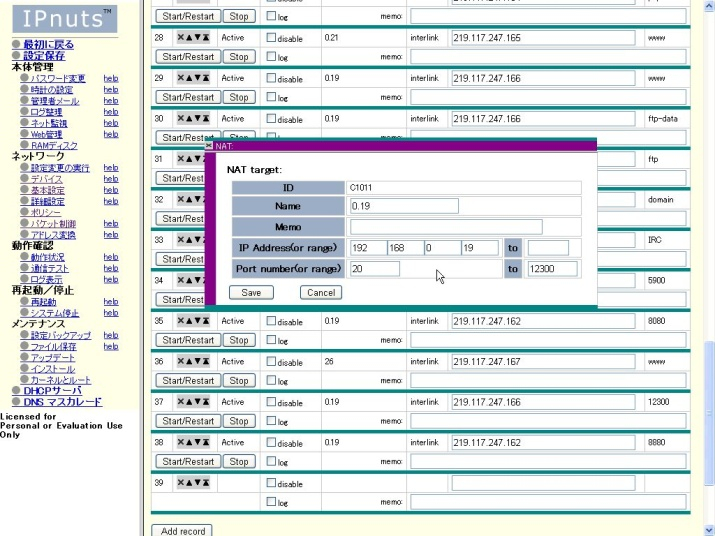 IPnuts™
最初に戻る
設定保存
本体管理
パスワード変更 help
時計の設定 help
管理者メール help
ログ整理 help
ネット監視 help
Web管理 help
RAMディスク
ネットワーク
設定変更の実行 help
デバイス help
基本設定 help
詳細設定 help
ポリシー
パケット制御 help
アドレス変換 help
動作確認
動作状況 help
通信テスト help
ログ表示 help
再起動／停止
再起動 help
システム停止 help
メンテナンス
設定バックアップ help
ファイル保存 help
アップデート
インストール
カーネルとルート
DHCPサーバ
DNS マスカレード
Licensed for
Personal or Evaluation Use
Only
Start/Restart Stop log memo:
28 Active disable 0.21 interlink 219.117.247.165 www
Start/Restart Stop log memo:
29 Active disable 0.19 interlink 219.117.247.166 www
Start/Restart Stop log memo:
30 Active disable 0.19 interlink 219.117.247.166 ftp-data
Start/Rest
31 ftp
Start/Rest
32 domain
Start/Rest
33 IRC
Start/Rest
34 5900
Start/Rest
NAT:
NAT target:
ID C1011
Name 0.19
Memo
IP Address(or range) 192 168 0 19 to
Port number(or range) 20 to 12300
Save Cancel
35 Active disable 0.19 interlink 219.117.247.162 8080
Start/Restart Stop log memo:
36 Active disable 26 interlink 219.117.247.167 www
Start/Restart Stop log memo:
37 Active disable 0.19 interlink 219.117.247.166 12300
Start/Restart Stop log memo:
38 Active disable 0.19 interlink 219.117.247.162 8880
Start/Restart Stop log memo:
39 disable
log memo:
Add record